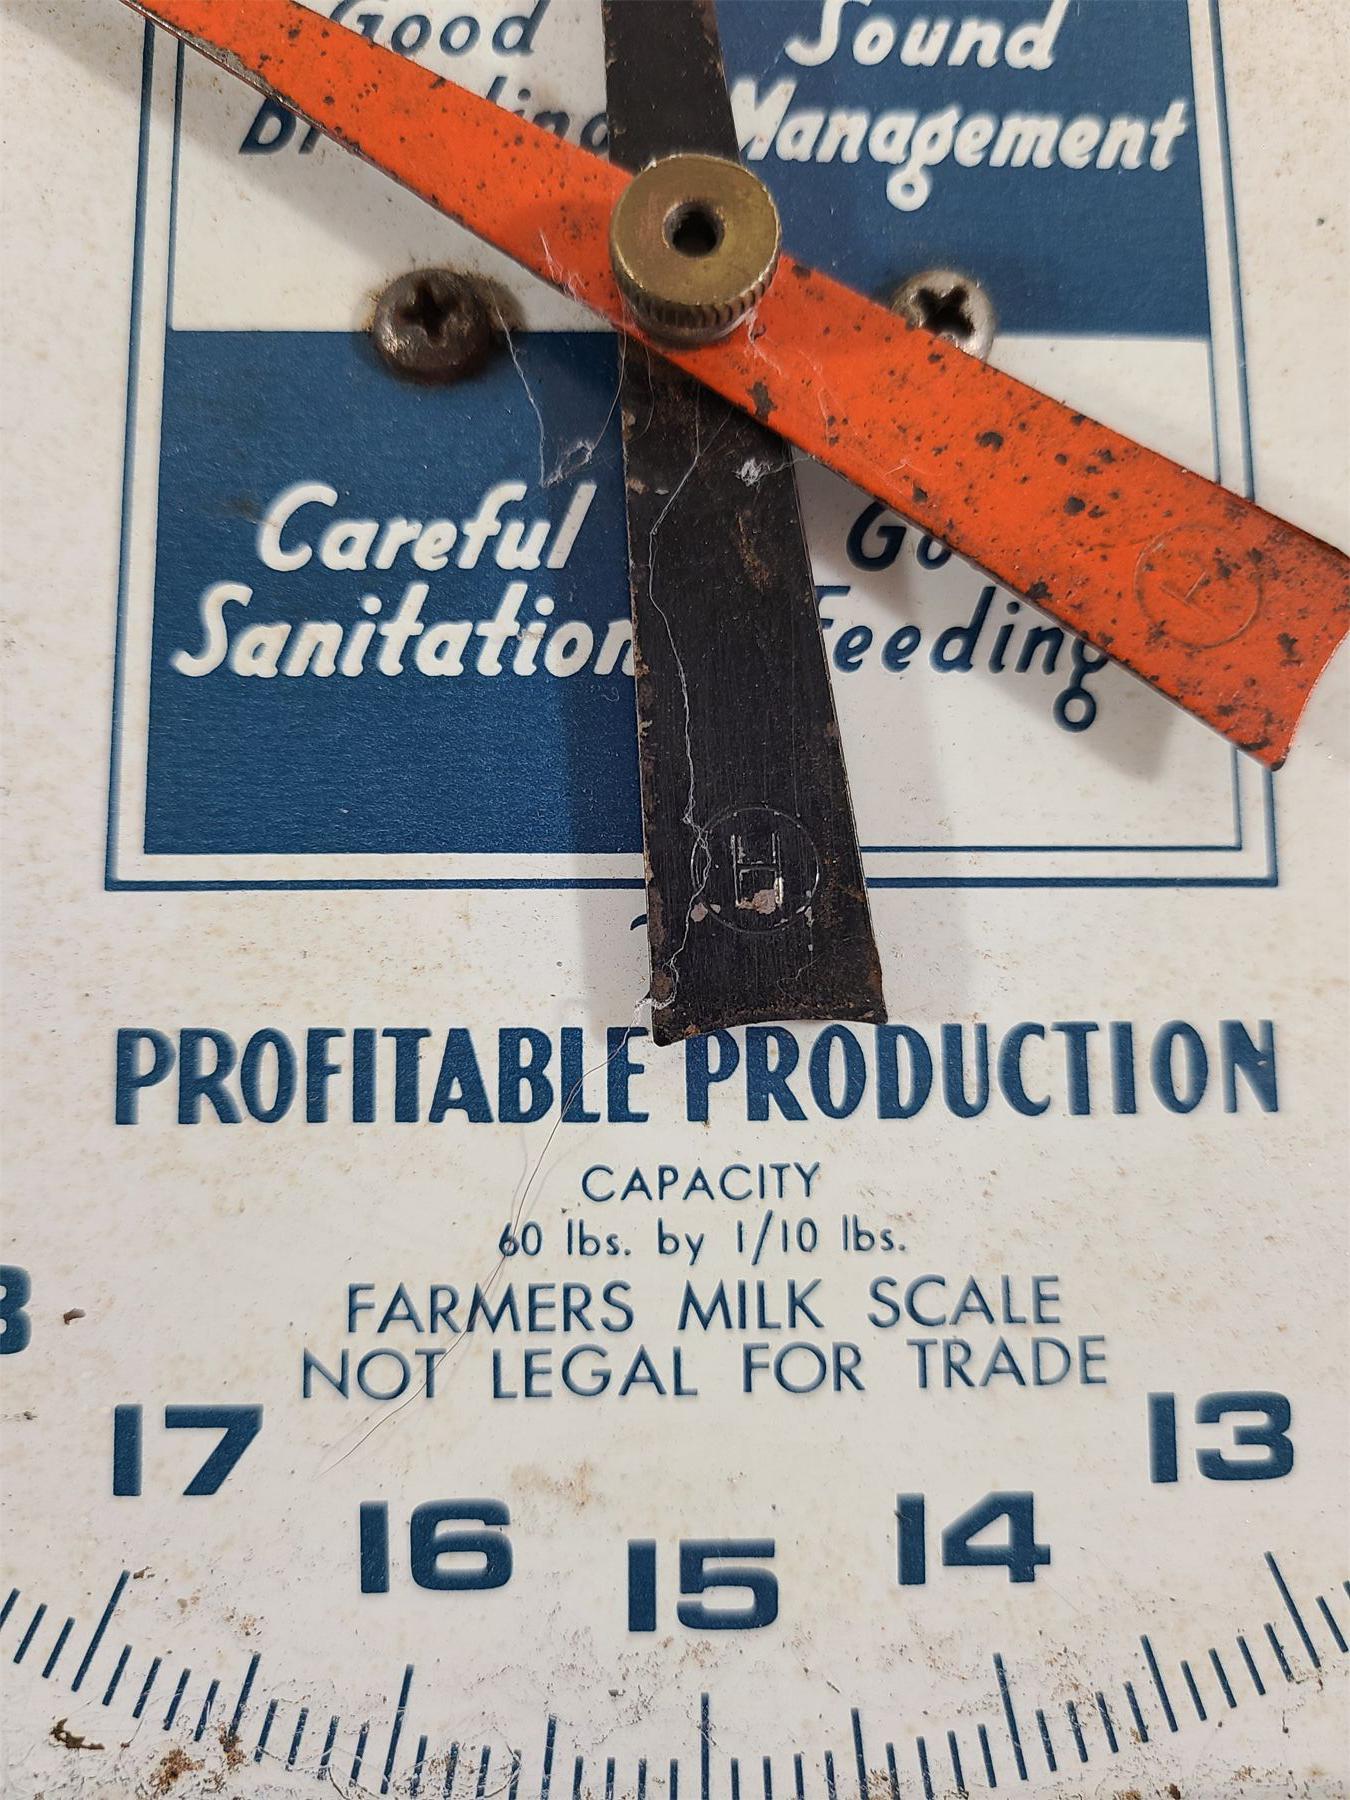 Good
Sound
Management
Careful
Sanitation
Feeding
PROFITABLE PRODUCTION
CAPACITY
60 lbs. by 1/10 lbs.
FARMERS MILK SCALE
NOT LEGAL FOR TRADE
17
16
15
14
13
H
H